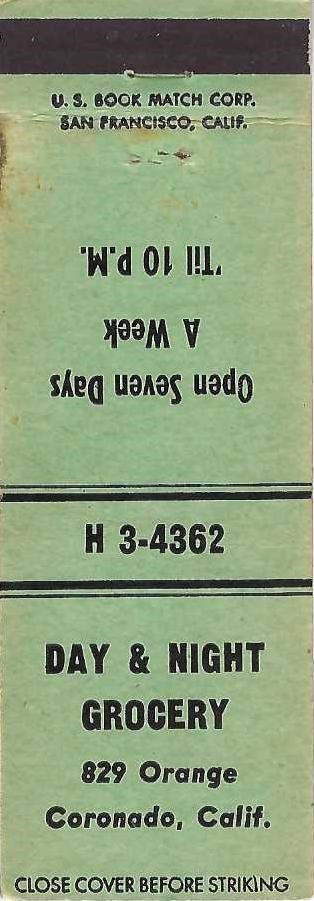 U. S. BOOK MATCH CORP.
SAN FRANCISCO, CALIF.
Open Seven Days
A Week
'Til 10 P.M.
H 3-4362
DAY & NIGHT
GROCERY
829 Orange
Coronado, Calif.
CLOSE COVER BEFORE STRIKING